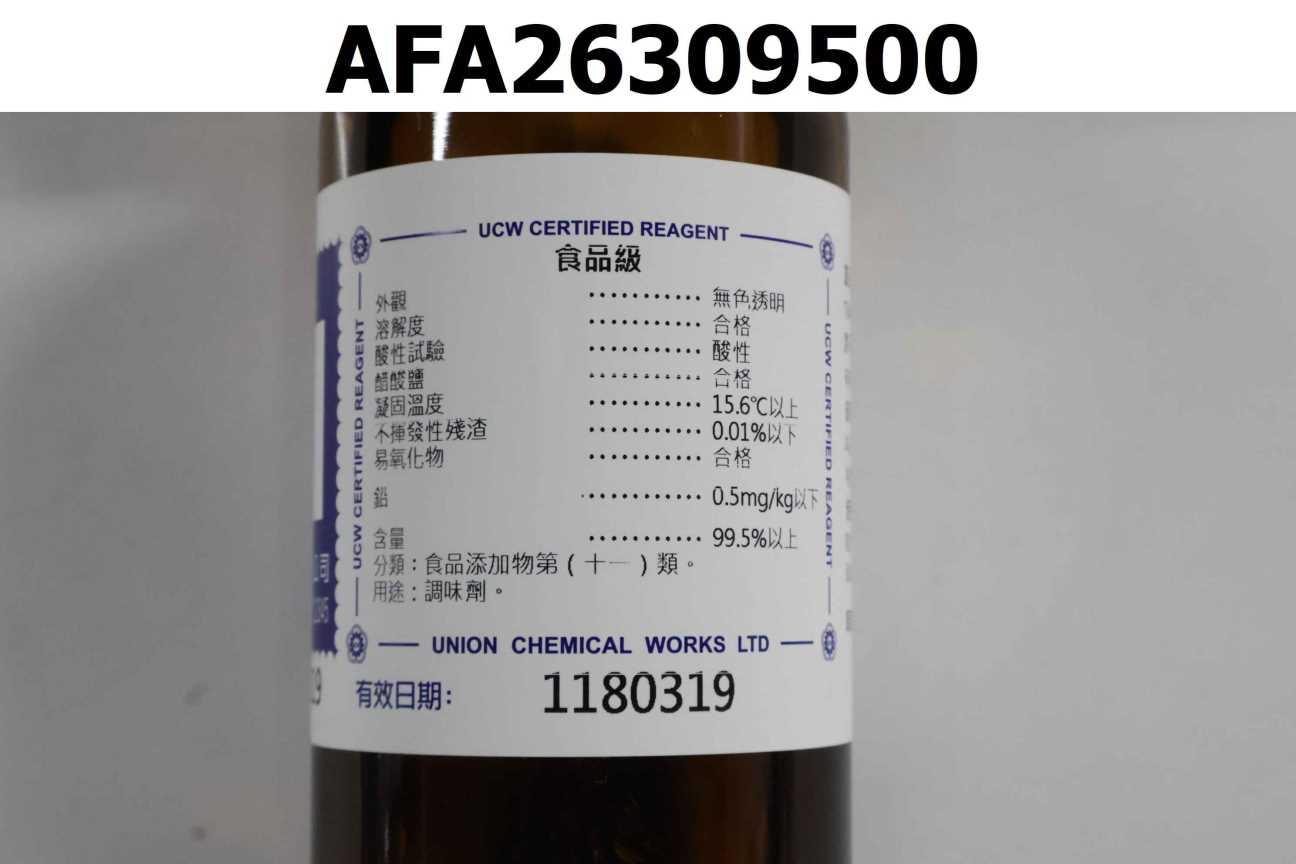 AFA26309500
UCW CERTIFIED REAGENT
食品級
外觀 ........... 無色透明
溶解度 ........... 合格
酸性試驗 ........... 酸性
醋酸鹽 ........... 合格
凝固溫度 ........... 15.6℃以上
不揮發性殘渣 ........... 0.01%以下
易氧化物 ........... 合格
鉛 ........... 0.5mg/kg以下
含量 ........... 99.5%以上
分類：食品添加物第（十一）類。
用途：調味劑。
UCW CERTIFIED REAGENT
UCW CERTIFIED REAGENT
UNION CHEMICAL WORKS LTD
有效日期： 1180319